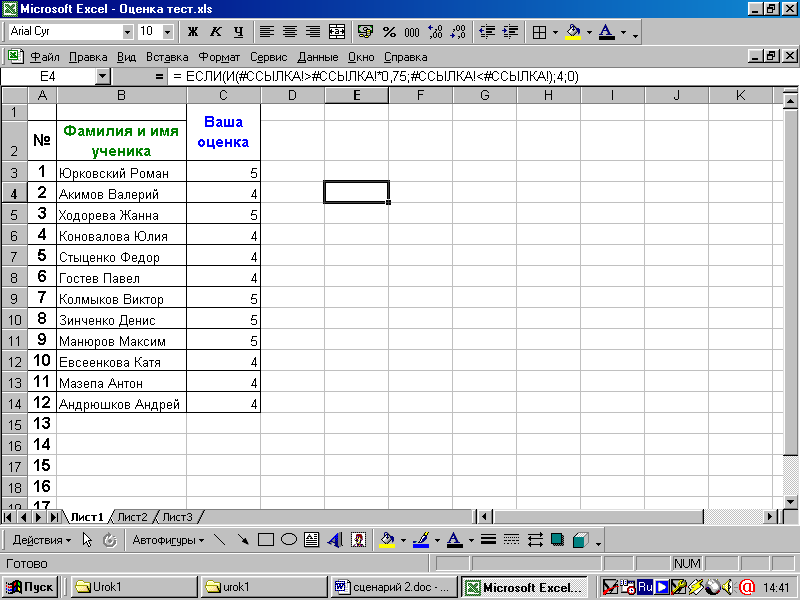 Microsoft Excel - Оценка тест.xls
Arial Cyr 10 Ж К Ч % 000
Файл Правка Вид Вставка Формат Сервис Данные Окно Справка
E4 = = ЕСЛИ(И(#ССЫЛКА!>#ССЫЛКА!*0,75;#ССЫЛКА!<#ССЫЛКА!);4;0)
A B C D E F G H I J K
1
2 № Фамилия и имя ученика Ваша оценка
3 1 Юрковский Роман 5
4 2 Акимов Валерий 4
5 3 Ходорева Жанна 5
6 4 Коновалова Юлия 4
7 5 Стыценко Федор 4
8 6 Гостев Павел 4
9 7 Колмыков Виктор 5
10 8 Зинченко Денис 5
11 9 Манюров Максим 5
12 10 Евсеенкова Катя 4
13 11 Мазепа Антон 4
14 12 Андрюшков Андрей 4
15 13
16 14
17 15
18 16
19 17
Лист1 Лист2 Лист3
Действия Автофигуры
Готово NUM
Пуск Urok1 urok1 сценарий 2.doc - ... Microsoft Excel... Ru 14:41